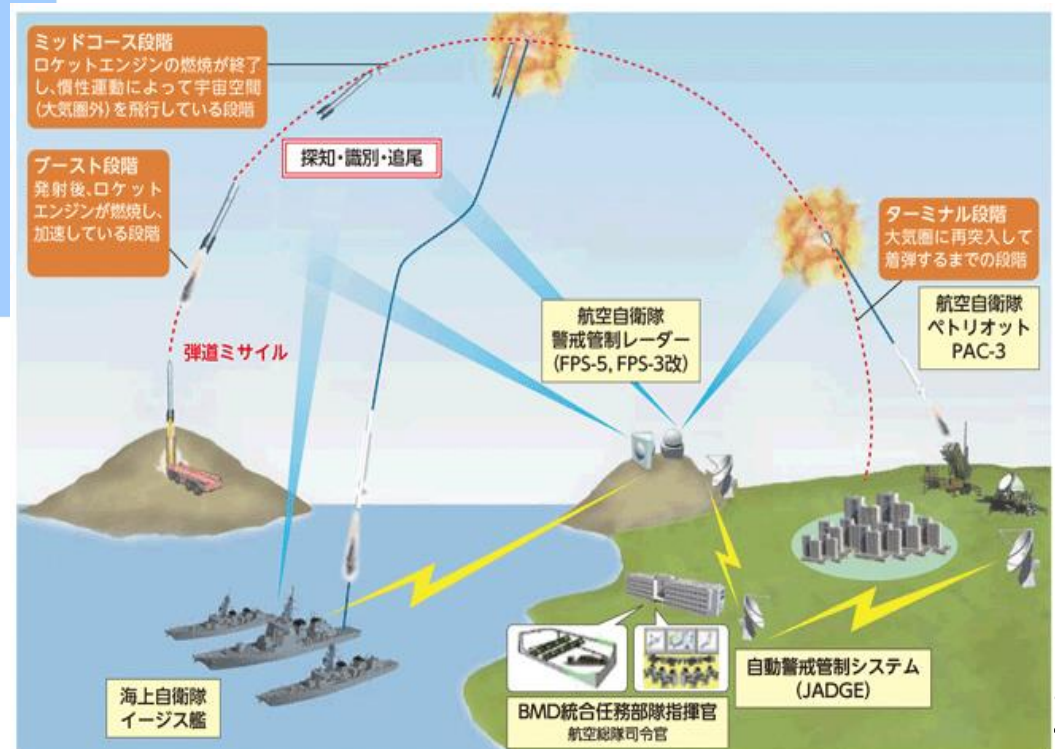 ミッドコース段階
ロケットエンジンの燃焼が終了
し、慣性運動によって宇宙空間
(大気圏外)を飛行している段階
探知・識別・追尾
ブースト段階
発射後、ロケット
エンジンが燃焼し、
加速している段階
ターミナル段階
大気圏に再突入して
着弾するまでの段階
航空自衛隊
ペトリオット
PAC-3
航空自衛隊
警戒管制レーダー
(FPS-5, FPS-3改)
弾道ミサイル
海上自衛隊
イージス艦
BMD統合任務部隊指揮官
航空総隊司令官
自動警戒管制システム
(JADGE)